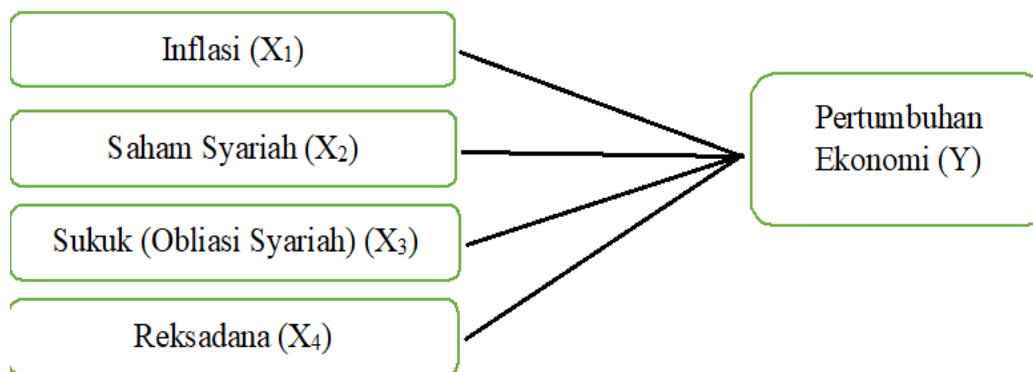 Inflasi (X₁)
Saham Syariah (X₂)
Sukuk (Obliasi Syariah) (X₃)
Reksadana (X₄)
Pertumbuhan
Ekonomi (Y)